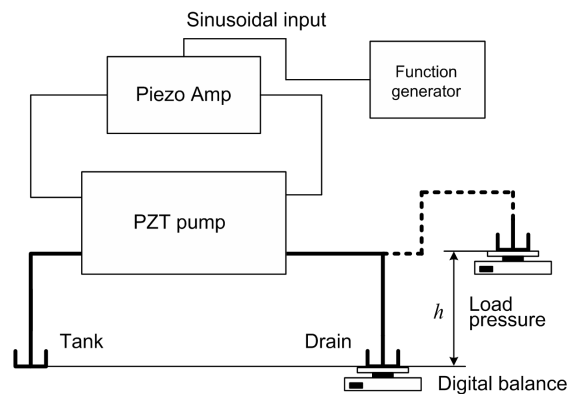 Sinusoidal input
Piezo Amp
Function
generator
PZT pump
Tank
Drain
h
Load
pressure
Digital balance